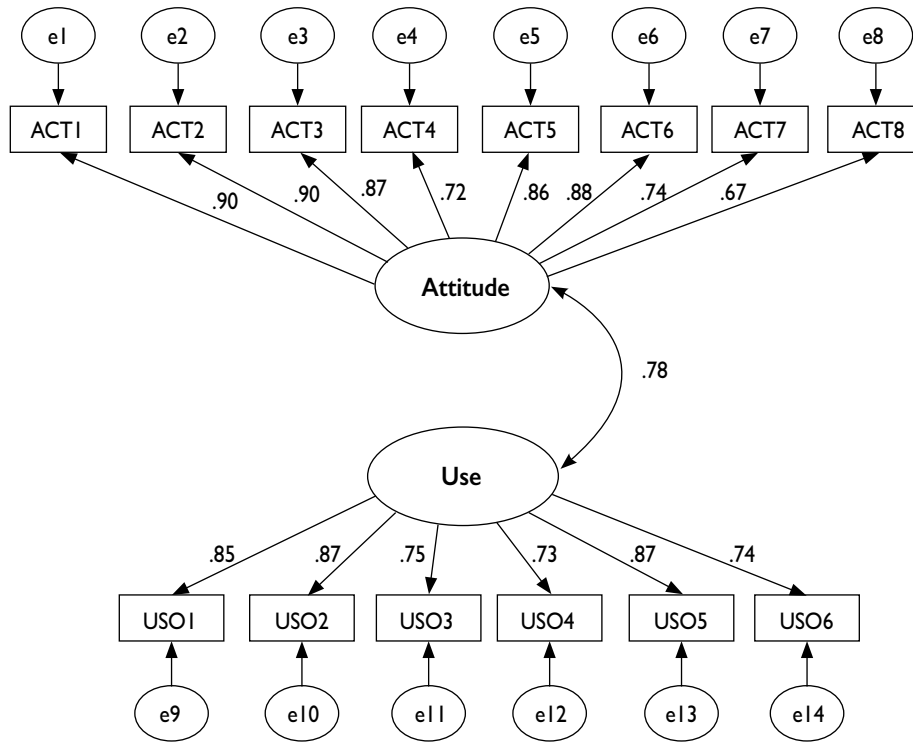 e1 e2 e3 e4 e5 e6 e7 e8
ACT1 ACT2 ACT3 ACT4 ACT5 ACT6 ACT7 ACT8
.90 .90 .87 .72 .86 .88 .74 .67
Attitude
.78
Use
.85 .87 .75 .73 .87 .74
USO1 USO2 USO3 USO4 USO5 USO6
e9 e10 e11 e12 e13 e14